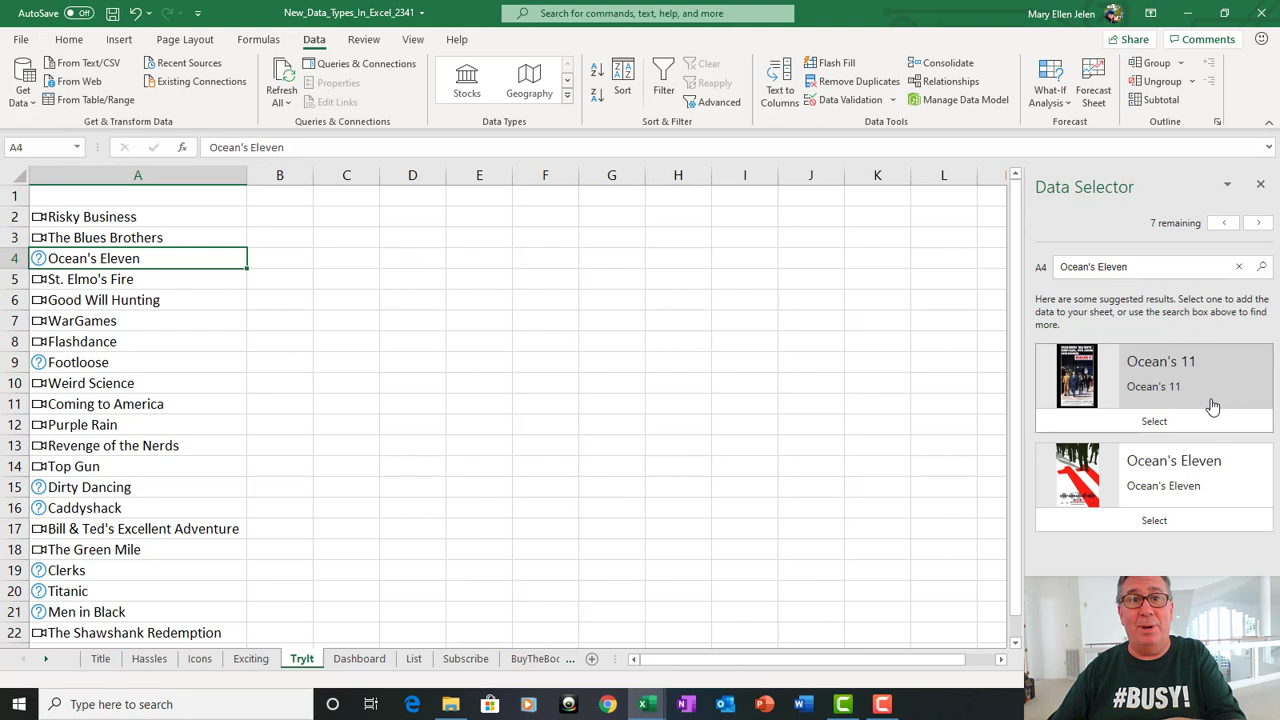 AutoSave Off New_Data_Types_In_Excel_2341 Search for commands, text, help, and more Mary Ellen Jelen
File Home Insert Page Layout Formulas Data Review View Help Share Comments
Get Data From Text/CSV From Web From Table/Range Recent Sources Existing Connections
Get & Transform Data
Refresh All Queries & Connections Properties Edit Links
Queries & Connections
Stocks Geography
Data Types
Sort Filter Clear Reapply Advanced
Sort & Filter
Text to Columns Flash Fill Remove Duplicates Data Validation Consolidate Relationships Manage Data Model
Data Tools
What-If Analysis Forecast Sheet
Forecast
Group Ungroup Subtotal
Outline
A4 fx Ocean's Eleven
A B C D E F G H I J K L
1
2 Risky Business
3 The Blues Brothers
4 Ocean's Eleven
5 St. Elmo's Fire
6 Good Will Hunting
7 WarGames
8 Flashdance
9 Footloose
10 Weird Science
11 Coming to America
12 Purple Rain
13 Revenge of the Nerds
14 Top Gun
15 Dirty Dancing
16 Caddyshack
17 Bill & Ted's Excellent Adventure
18 The Green Mile
19 Clerks
20 Titanic
21 Men in Black
22 The Shawshank Redemption
Data Selector
7 remaining
A4 Ocean's Eleven
Here are some suggested results. Select one to add the
data to your sheet, or use the search box above to find
more.
Ocean's 11
Ocean's 11
Select
Ocean's Eleven
Ocean's Eleven
Select
#BUSY!
Title Hassles Icons Exciting TryIt Dashboard List Subscribe BuyTheBoc ...
Type here to search